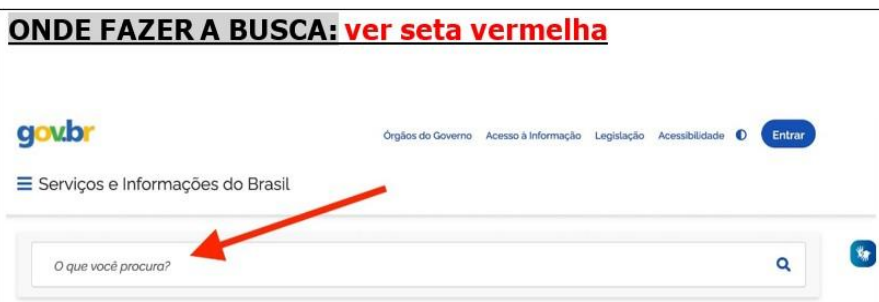 ONDE FAZER A BUSCA: ver seta vermelha
gov.br
Órgãos do Governo Acesso à Informação Legislação Acessibilidade Entrar
Serviços e Informações do Brasil
O que você procura?